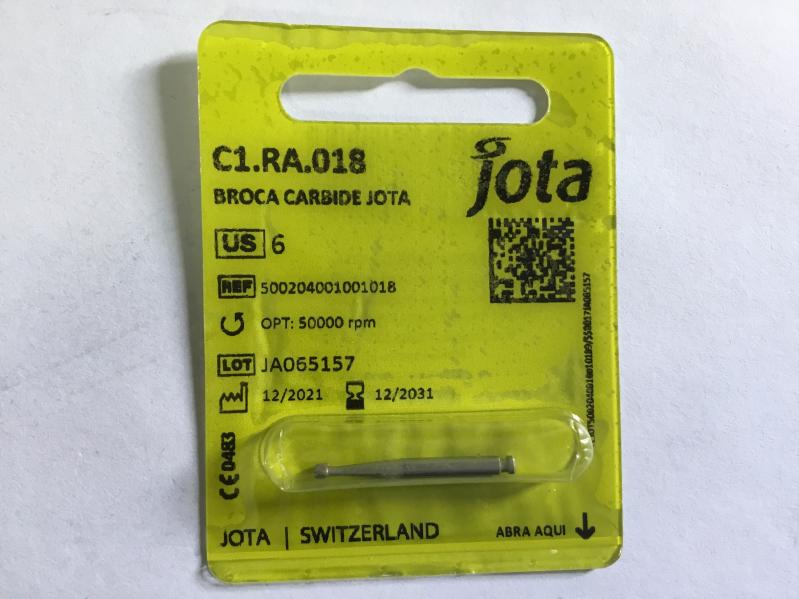 C1.RA.018
jota
BROCA CARBIDE JOTA
US 6
REF 500204001001018
OPT: 50000 rpm
LOT JA065157
12/2021 12/2031
CE 0483
JOTA | SWITZERLAND
ABRA AQUI